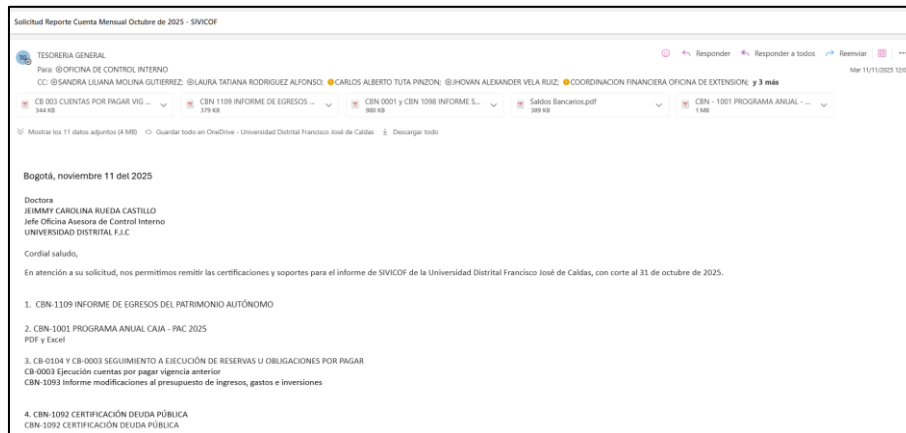 Solicitud Reporte Cuenta Mensual Octubre de 2025 - SIVICOF
TG
TESORERIA GENERAL
Responder
Responder a todos
Reenviar
Para: OFICINA DE CONTROL INTERNO
Mar 11/11/2025 12:0
CC: SANDRA LILIANA MOLINA GUTIERREZ; LAURA TATIANA RODRIGUEZ ALFONSO; CARLOS ALBERTO TUTA PINZON; JHOVAN ALEXANDER VELA RUIZ; COORDINACION FINANCIERA OFICINA DE EXTENSION; y 3 más
CB 003 CUENTAS POR PAGAR VIG ...
344 KB
CBN 1109 INFORME DE EGRESOS ...
379 KB
CBN 0001 y CBN 1098 INFORME S...
980 KB
Saldos Bancarios.pdf
389 KB
CBN - 1001 PROGRAMA ANUAL - ...
1 MB
Mostrar los 11 datos adjuntos (4 MB)
Guardar todo en OneDrive - Universidad Distrital Francisco José de Caldas
Descargar todo
Bogotá, noviembre 11 del 2025
Doctora
JEIMMY CAROLINA RUEDA CASTILLO
Jefe Oficina Asesora de Control Interno
UNIVERSIDAD DISTRITAL F.J.C
Cordial saludo,
En atención a su solicitud, nos permitimos remitir las certificaciones y soportes para el informe de SIVICOF de la Universidad Distrital Francisco José de Caldas, con corte al 31 de octubre de 2025.
1. CBN-1109 INFORME DE EGRESOS DEL PATRIMONIO AUTÓNOMO
2. CBN-1001 PROGRAMA ANUAL CAJA - PAC 2025
PDF y Excel
3. CB-0104 Y CB-0003 SEGUIMIENTO A EJECUCIÓN DE RESERVAS U OBLIGACIONES POR PAGAR
CB-0003 Ejecución cuentas por pagar vigencia anterior
CBN-1093 Informe modificaciones al presupuesto de ingresos, gastos e inversiones
4. CBN-1092 CERTIFICACIÓN DEUDA PÚBLICA
CBN-1092 CERTIFICACIÓN DEUDA PÚBLICA